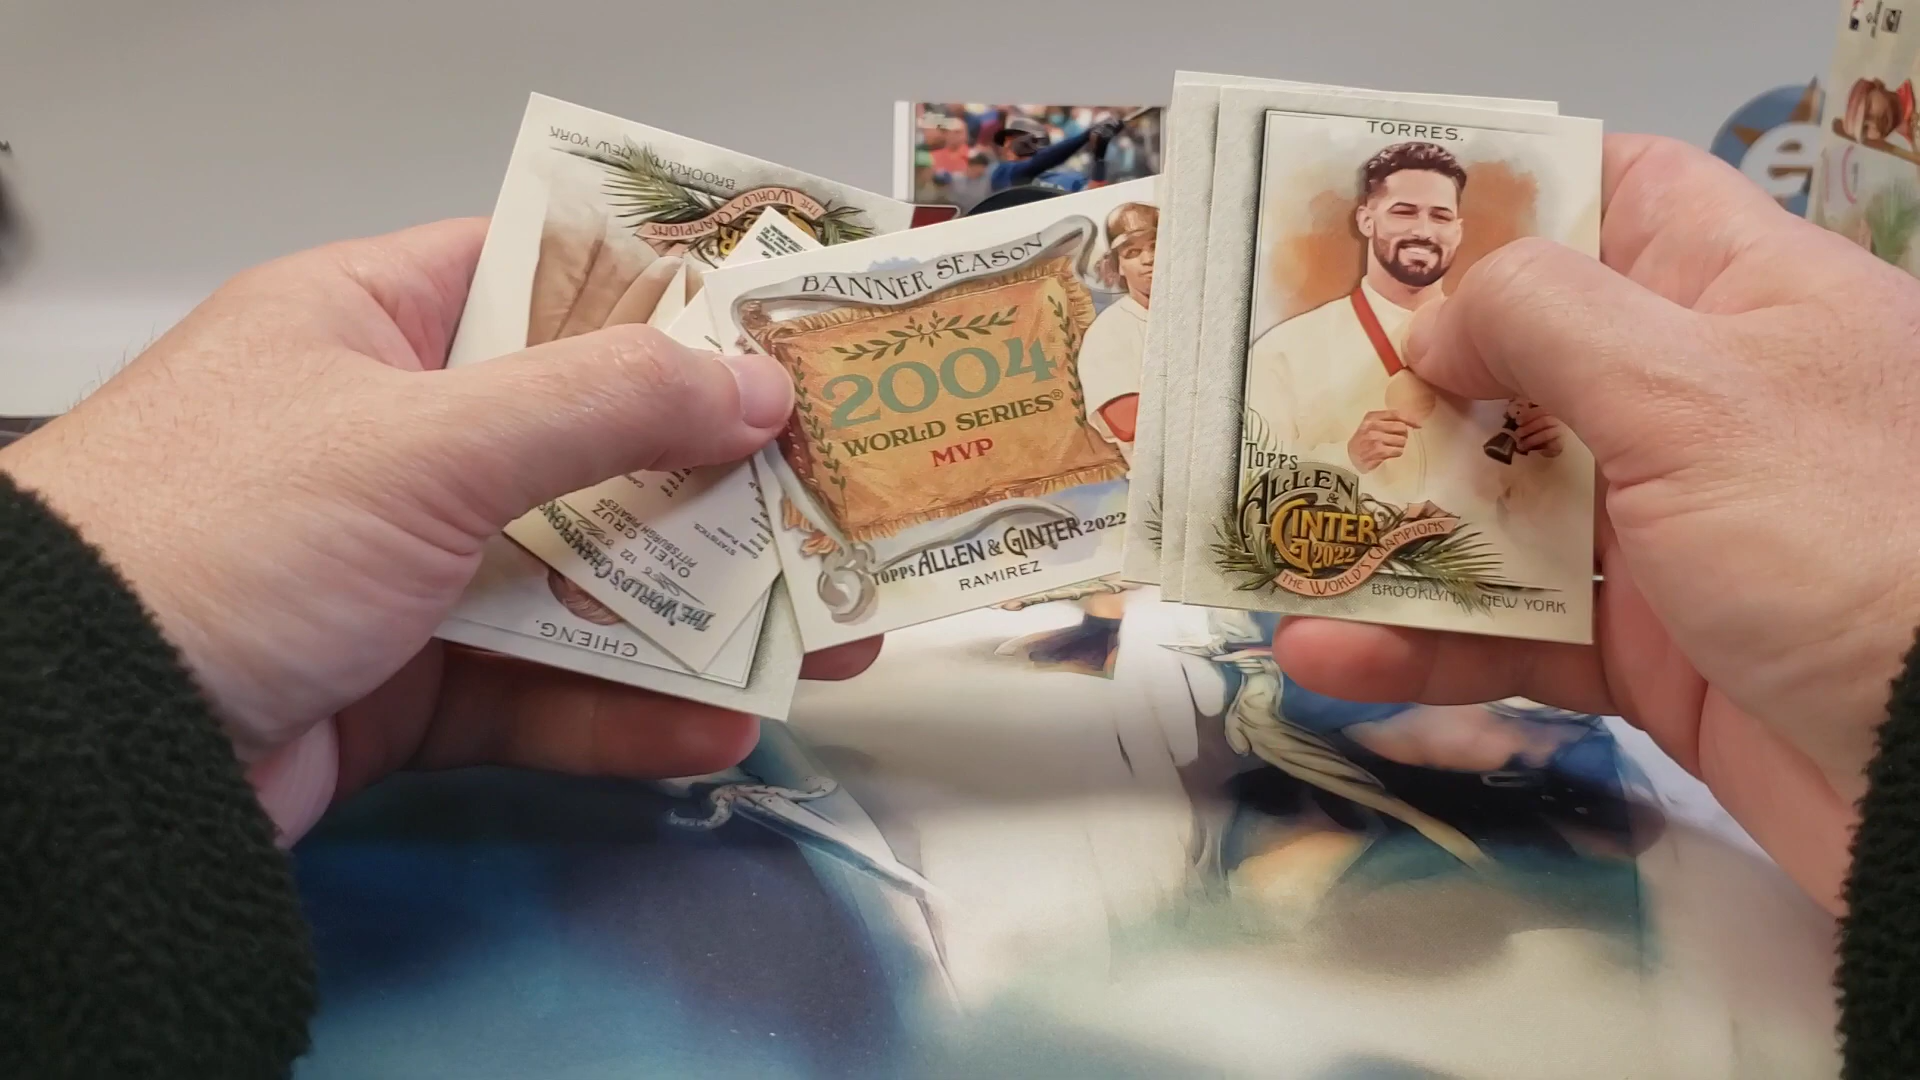 BROOKLYN, NEW YORK
THE WORLD'S CHAMPIONS
ONEIL CRUZ
PITTSBURGH PIRATES®
122
THE WORLD'S CHAMPIONS
CHIENG.
BANNER SEASON
2004
WORLD SERIES®
MVP
TOPPS ALLEN & GINTER 2022
RAMIREZ
TORRES.
TOPPS
ALLEN
&
GINTER
2022
THE WORLD'S CHAMPIONS
BROOKLYN, NEW YORK
e